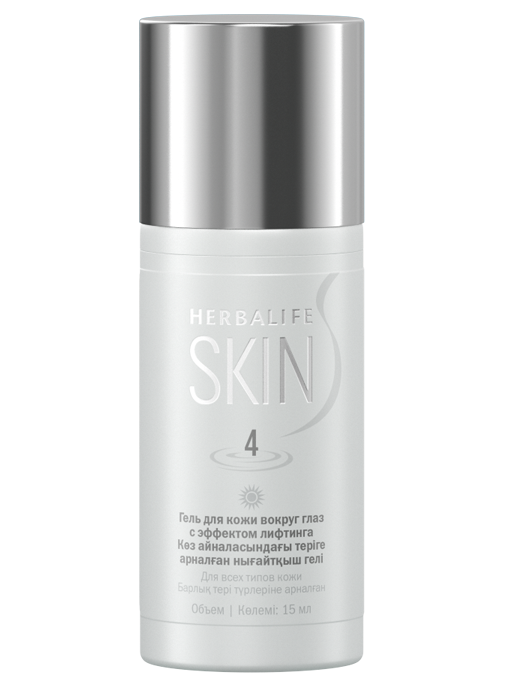 HERBALIFE
SKIN
4
Гель для кожи вокруг глаз
с эффектом лифтинга
Көз айналасындағы теріге
арналған нығайтқыш гелі
Для всех типов кожи
Барлық тері түрлеріне арналған
Объем | Көлемі: 15 мл